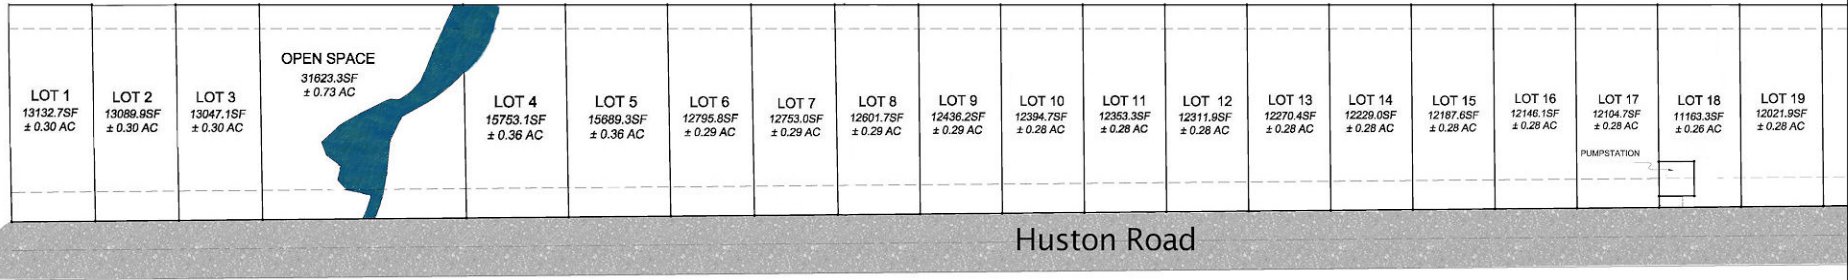 LOT 1
13132.7SF
± 0.30 AC
LOT 2
13089.9SF
± 0.30 AC
LOT 3
13047.1SF
± 0.30 AC
OPEN SPACE
31623.3SF
± 0.73 AC
LOT 4
15753.1SF
± 0.36 AC
LOT 5
15689.3SF
± 0.36 AC
LOT 6
12795.8SF
± 0.29 AC
LOT 7
12753.0SF
± 0.29 AC
LOT 8
12601.7SF
± 0.29 AC
LOT 9
12436.2SF
± 0.29 AC
LOT 10
12394.7SF
± 0.28 AC
LOT 11
12353.3SF
± 0.28 AC
LOT 12
12311.9SF
± 0.28 AC
LOT 13
12270.4SF
± 0.28 AC
LOT 14
12229.0SF
± 0.28 AC
LOT 15
12187.6SF
± 0.28 AC
LOT 16
12146.1SF
± 0.28 AC
LOT 17
12104.7SF
± 0.28 AC
PUMPSTATION
LOT 18
11163.3SF
± 0.26 AC
LOT 19
12021.9SF
± 0.28 AC
Huston Road